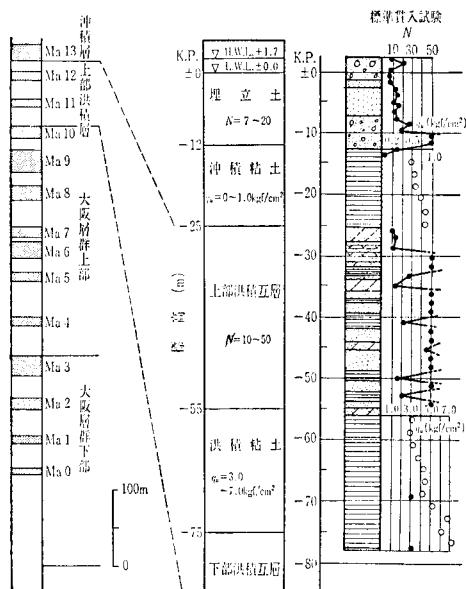 標準貫入試験
N
10 30 50
K.P.
±0
-10
-20
-30
-40
-50
-60
-70
-80
qu(kgf/cm²)
1.0
1.0 3.0 5.0 7.0
qu(kgf/cm²)
K.P.
±0
-12
-25
-55
-75
▽ H.W.L.+1.7
▽ L.W.L.±0.0
埋立土
N=7~20
沖積粘土
qu=0~1.0kgf/cm²
上部洪積互層
N=10~50
洪積粘土
qu=3.0
~7.0kgf/cm²
下部洪積互層
(m)
沖積層
上部洪積層
大阪層群上部
大阪層群下部
Ma 13
Ma 12
Ma 11
Ma 10
Ma 9
Ma 8
Ma 7
Ma 6
Ma 5
Ma 4
Ma 3
Ma 2
Ma 1
Ma 0
100m
0